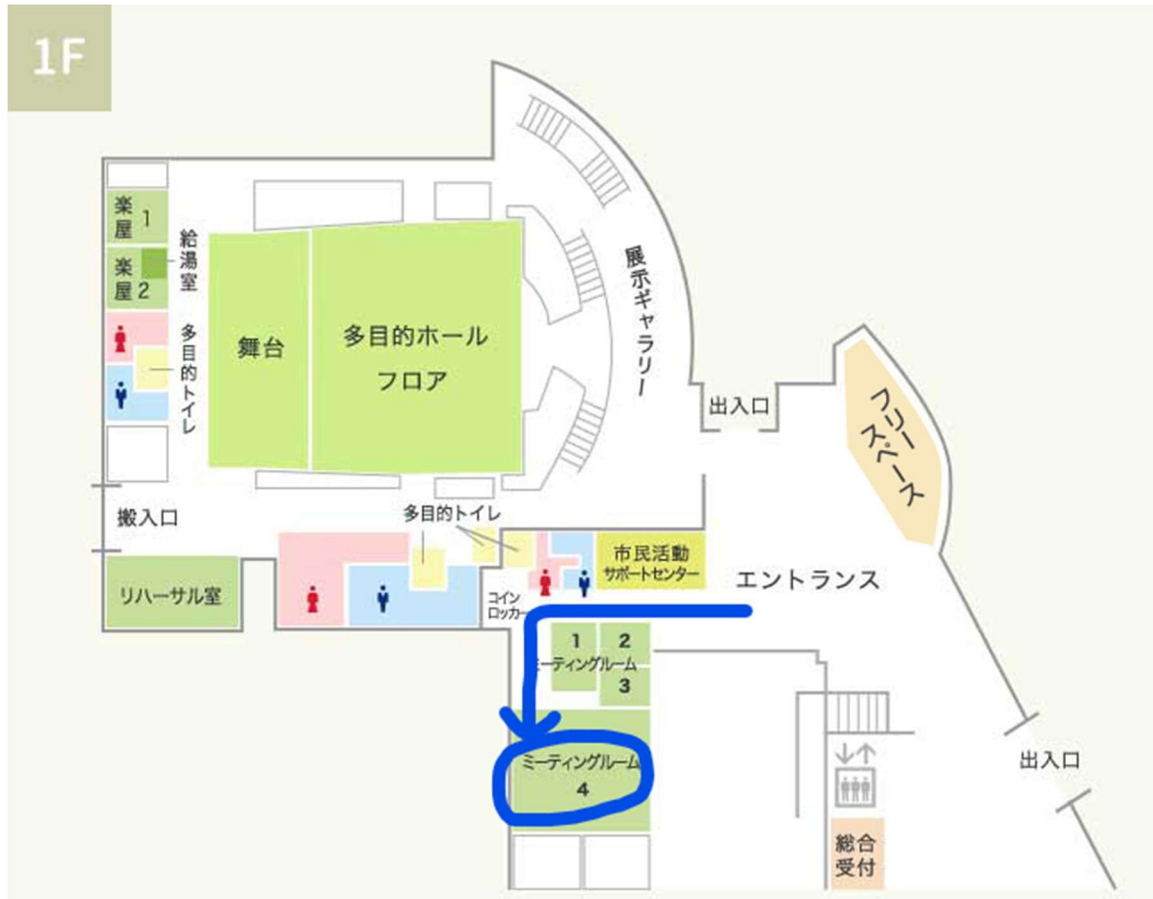 1F
楽屋 1
楽屋 2
給湯室
多目的トイレ
舞台
多目的ホール
フロア
展示ギャラリー
出入口
フリー
スペース
搬入口
多目的トイレ
リハーサル室
コイン
ロッカー
市民活動
サポートセンター
エントランス
1
2
ミーティングルーム
3
ミーティングルーム
4
出入口
総合
受付